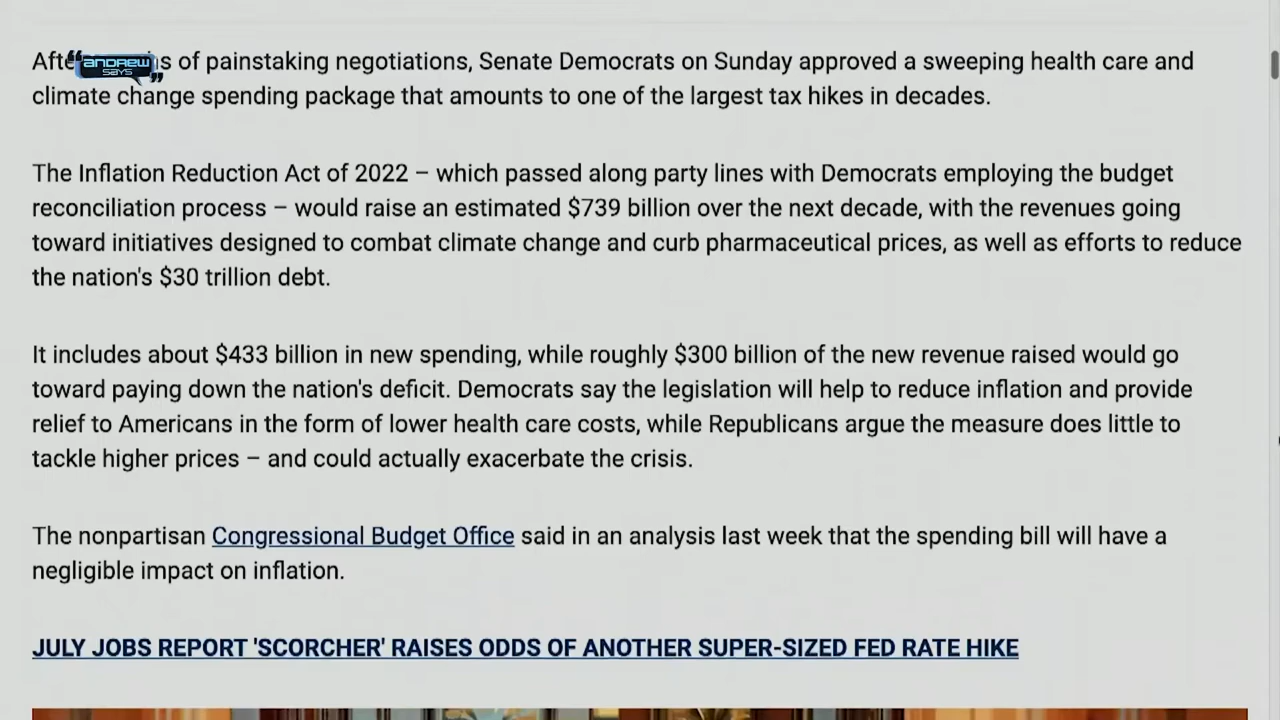 Afte s of painstaking negotiations, Senate Democrats on Sunday approved a sweeping health care and
climate change spending package that amounts to one of the largest tax hikes in decades.
The Inflation Reduction Act of 2022 – which passed along party lines with Democrats employing the budget
reconciliation process – would raise an estimated $739 billion over the next decade, with the revenues going
toward initiatives designed to combat climate change and curb pharmaceutical prices, as well as efforts to reduce
the nation's $30 trillion debt.
It includes about $433 billion in new spending, while roughly $300 billion of the new revenue raised would go
toward paying down the nation's deficit. Democrats say the legislation will help to reduce inflation and provide
relief to Americans in the form of lower health care costs, while Republicans argue the measure does little to
tackle higher prices – and could actually exacerbate the crisis.
The nonpartisan Congressional Budget Office said in an analysis last week that the spending bill will have a
negligible impact on inflation.
JULY JOBS REPORT 'SCORCHER' RAISES ODDS OF ANOTHER SUPER-SIZED FED RATE HIKE
"ANDREW
SAYS"